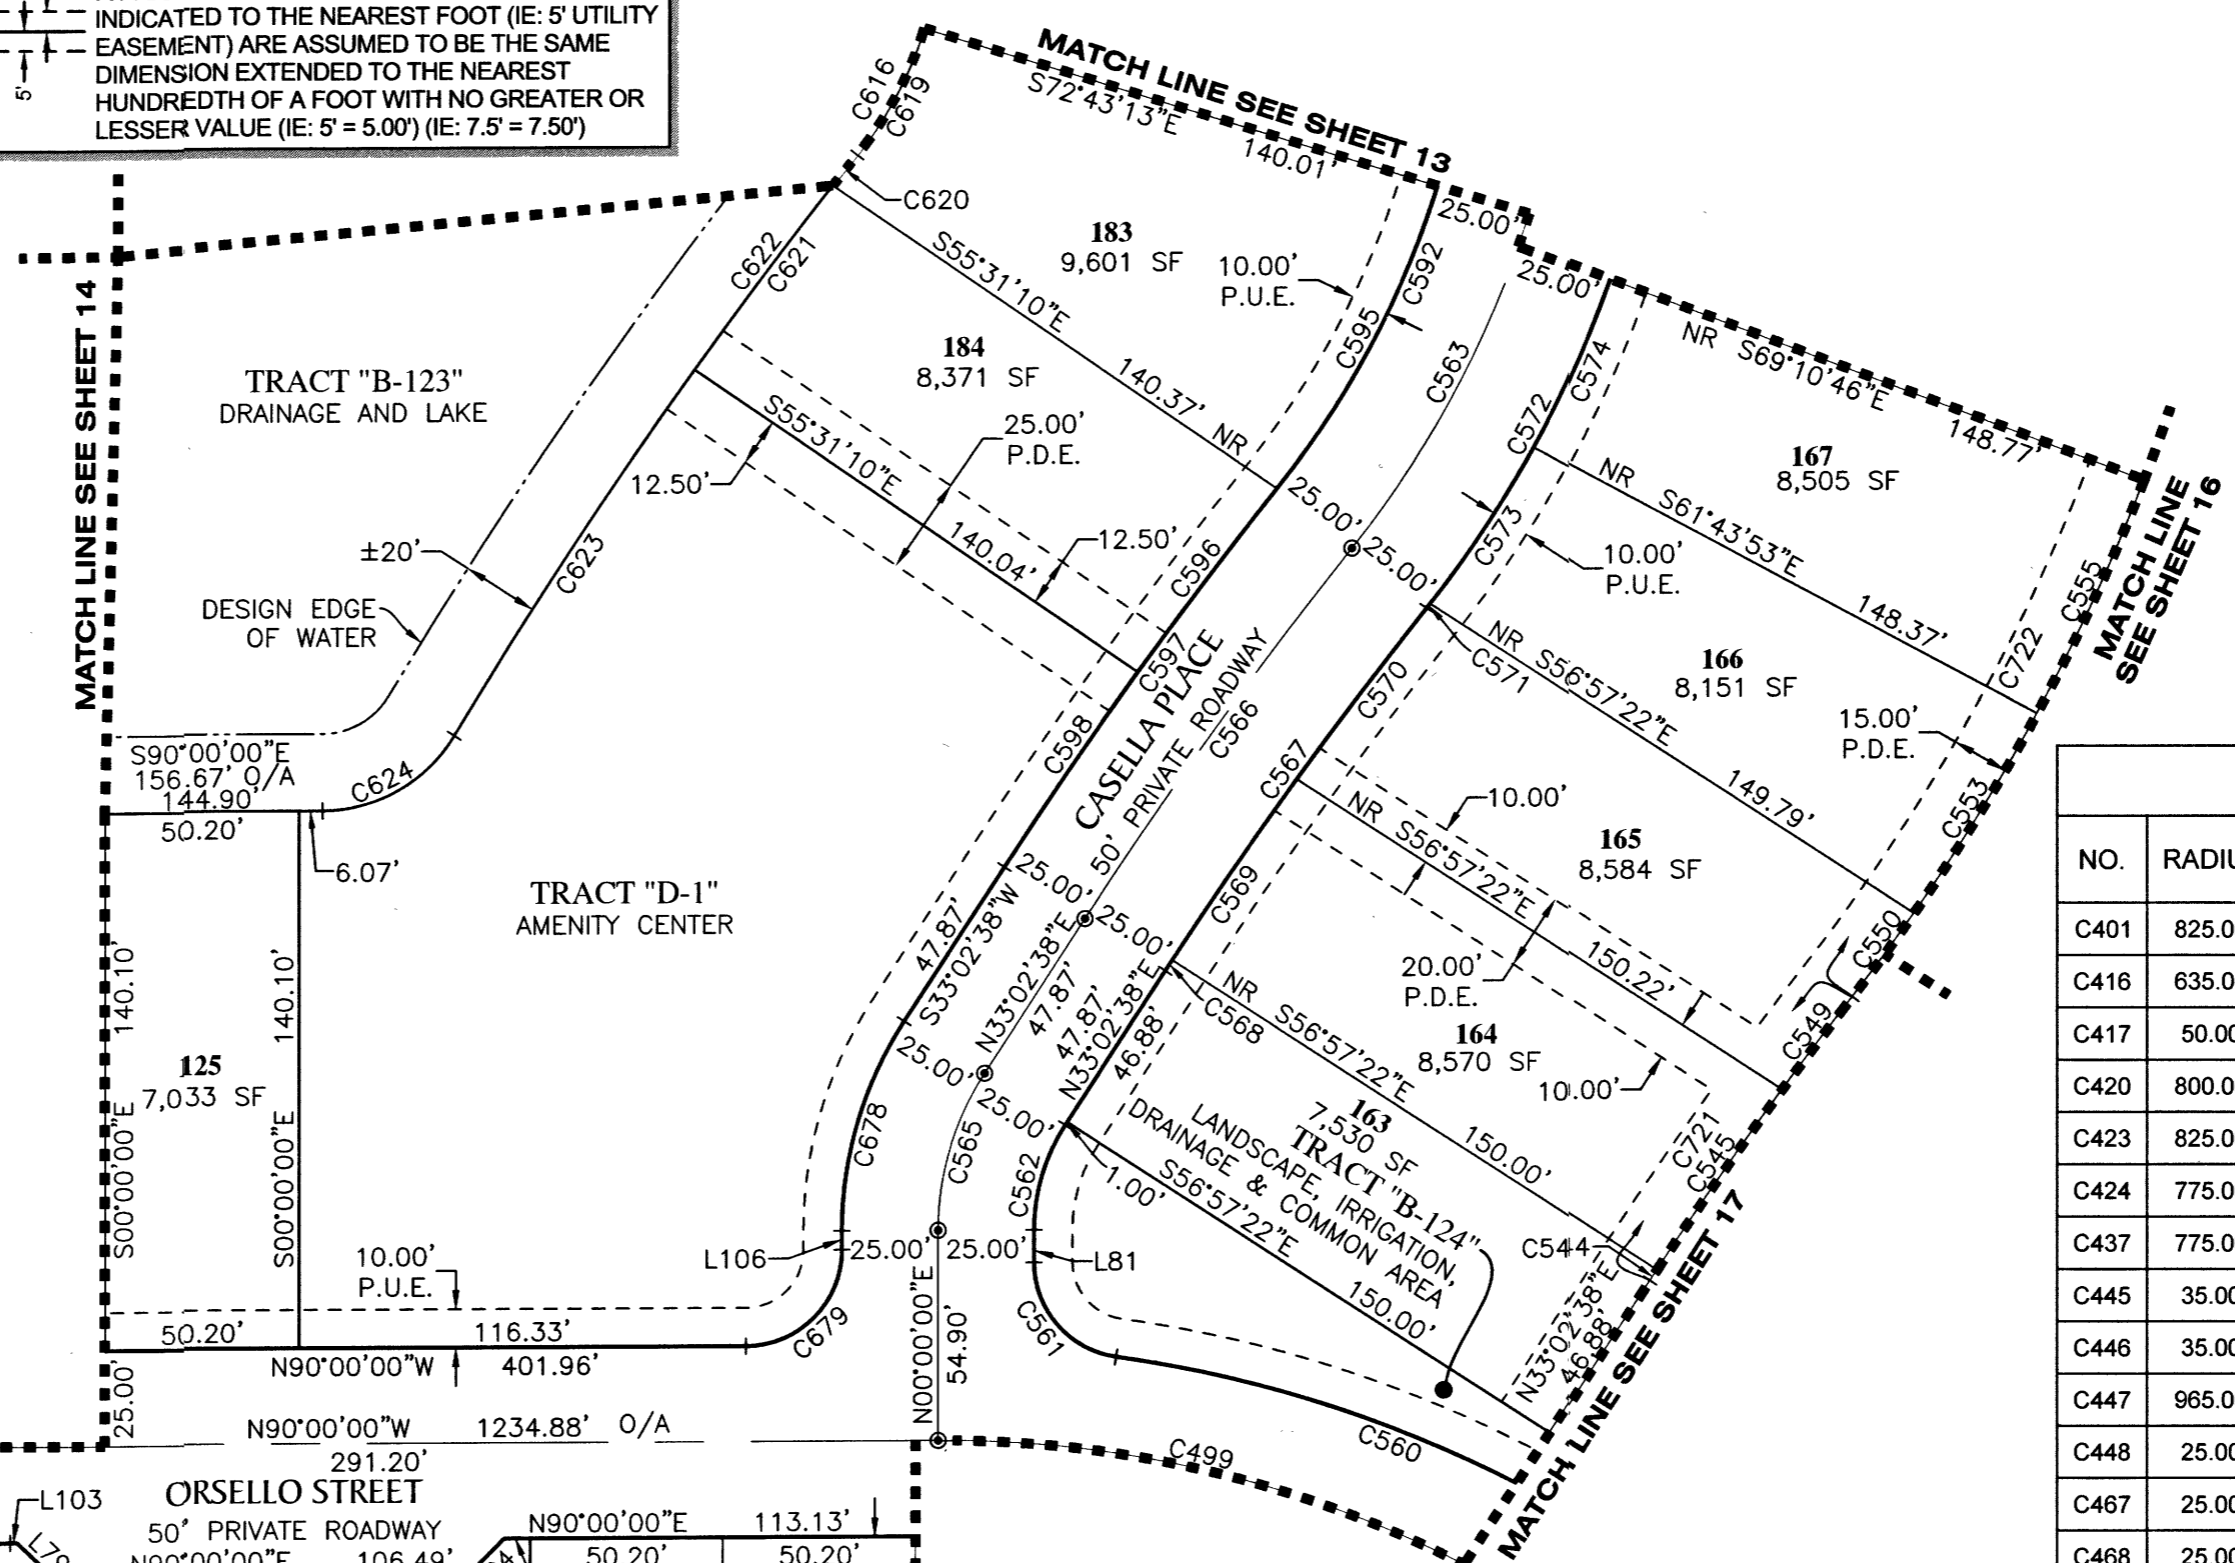 INDICATED TO THE NEAREST FOOT (IE: 5' UTILITY
EASEMENT) ARE ASSUMED TO BE THE SAME
DIMENSION EXTENDED TO THE NEAREST
HUNDREDTH OF A FOOT WITH NO GREATER OR
LESSER VALUE (IE: 5' = 5.00') (IE: 7.5' = 7.50')
5'
MATCH LINE SEE SHEET 13
S72°43'13"E
140.01'
C616
C619
C620
C622
C621
183
9,601 SF
10.00'
P.U.E.
C592
C595
25.00'
25.00'
S55°31'10"E
140.37'
NR
184
8,371 SF
25.00'
P.D.E.
S55°31'10"E
140.04'
12.50'
12.50'
MATCH LINE SEE SHEET 14
TRACT "B-123"
DRAINAGE AND LAKE
±20'
C623
DESIGN EDGE
OF WATER
S90°00'00"E
156.67' O/A
144.90'
50.20'
C624
6.07'
C563
C574
C572
C573
NR S69°10'46"E
148.77'
167
8,505 SF
MATCH LINE
SEE SHEET 16
NR S61°43'53"E
148.37'
10.00'
P.U.E.
C555
C722
25.00'
25.00'
C596
C597
C598
CASELLA PLACE
50' PRIVATE ROADWAY
C566
C570
C571
NR S56°57'22"E
149.79'
166
8,151 SF
15.00'
P.D.E.
C553
C567
10.00'
165
8,584 SF
NR S56°57'22"E
150.22'
C569
C550
C549
20.00'
P.D.E.
164
8,570 SF
10.00'
C568
NR S56°57'22"E
150.00'
C721
C545
C544
TRACT "D-1"
AMENITY CENTER
25.00'
25.00'
47.87'
S33°02'38"W
N33°02'38"E
47.87'
47.87'
N33°02'38"E
46.88'
25.00'
25.00'
163
7,530 SF
TRACT "B-124"
LANDSCAPE, IRRIGATION,
DRAINAGE & COMMON AREA
S56°57'22"E
150.00'
1.00'
N33°02'38"E
46.88'
MATCH LINE SEE SHEET 17
125
7,033 SF
140.10'
S00°00'00"E
140.10'
S00°00'00"E
C678
C565
C562
L106
25.00'
25.00'
L81
10.00'
P.U.E.
C679
C561
50.20'
116.33'
N90°00'00"W
401.96'
25.00'
N00°00'00"E
54.90'
C560
C499
N90°00'00"W 1234.88' O/A
291.20'
ORSELLO STREET
50' PRIVATE ROADWAY
L103
N90°00'00"E 106.49'
N90°00'00"E 113.13'
50.20' 50.20'
NO. RADIU
C401 825.0
C416 635.0
C417 50.00
C420 800.0
C423 825.0
C424 775.0
C437 775.0
C445 35.00
C446 35.00
C447 965.0
C448 25.00
C467 25.00
C468 25.00